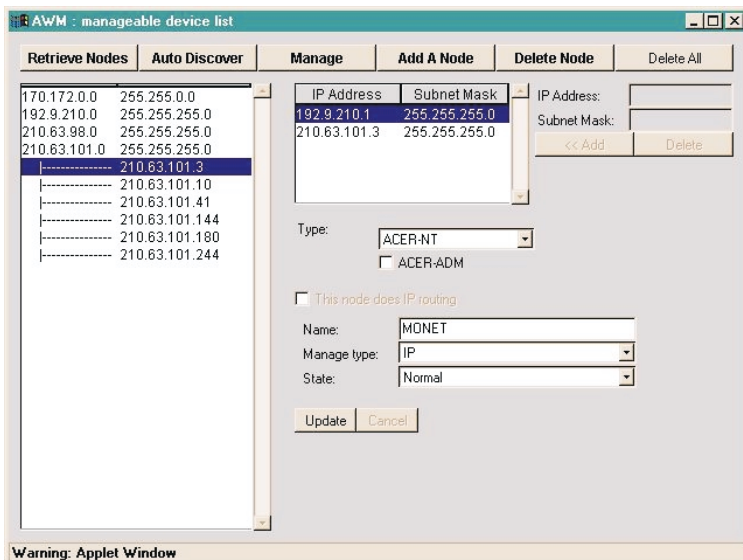 AWM : manageable device list
Retrieve Nodes Auto Discover Manage Add A Node Delete Node Delete All
170.172.0.0 255.255.0.0
192.9.210.0 255.255.255.0
210.63.98.0 255.255.255.0
210.63.101.0 255.255.255.0
|--------------- 210.63.101.3
|--------------- 210.63.101.10
|--------------- 210.63.101.41
|--------------- 210.63.101.144
|--------------- 210.63.101.180
|--------------- 210.63.101.244
IP Address Subnet Mask
192.9.210.1 255.255.255.0
210.63.101.3 255.255.255.0
IP Address:
Subnet Mask:
<< Add Delete
Type: ACER-NT
ACER-ADM
This node does IP routing
Name: MONET
Manage type: IP
State: Normal
Update Cancel
Warning: Applet Window